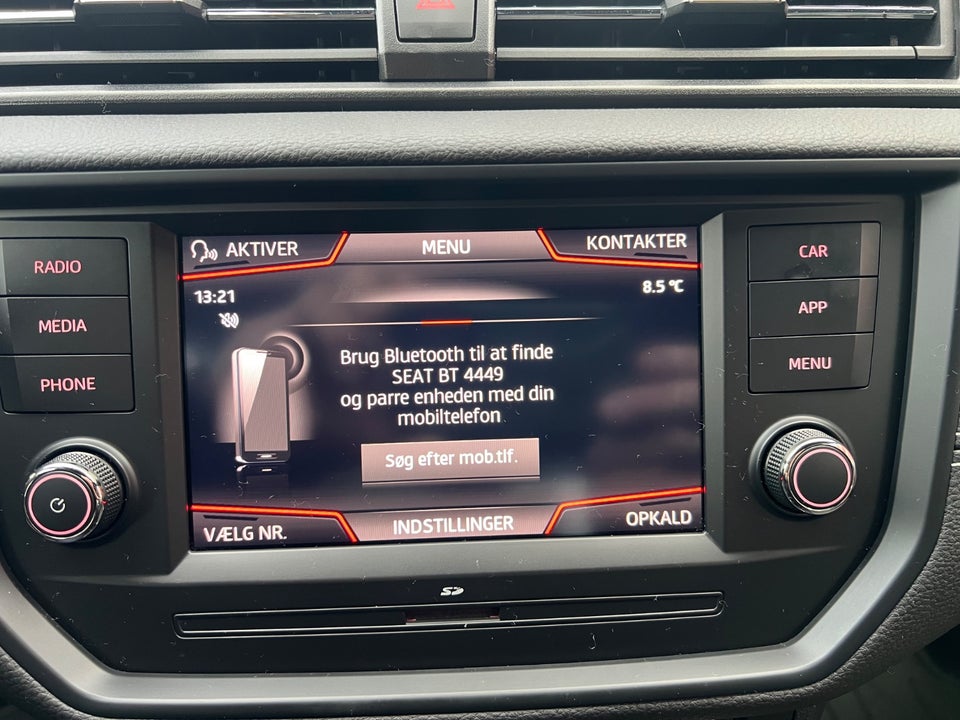 AKTIVER
MENU
KONTAKTER
RADIO
CAR
13:21
8.5 °C
MEDIA
APP
Brug Bluetooth til at finde
SEAT BT 4449
og parre enheden med din
mobiltelefon
PHONE
MENU
Søg efter mob.tlf.
VÆLG NR.
INDSTILLINGER
OPKALD
SD